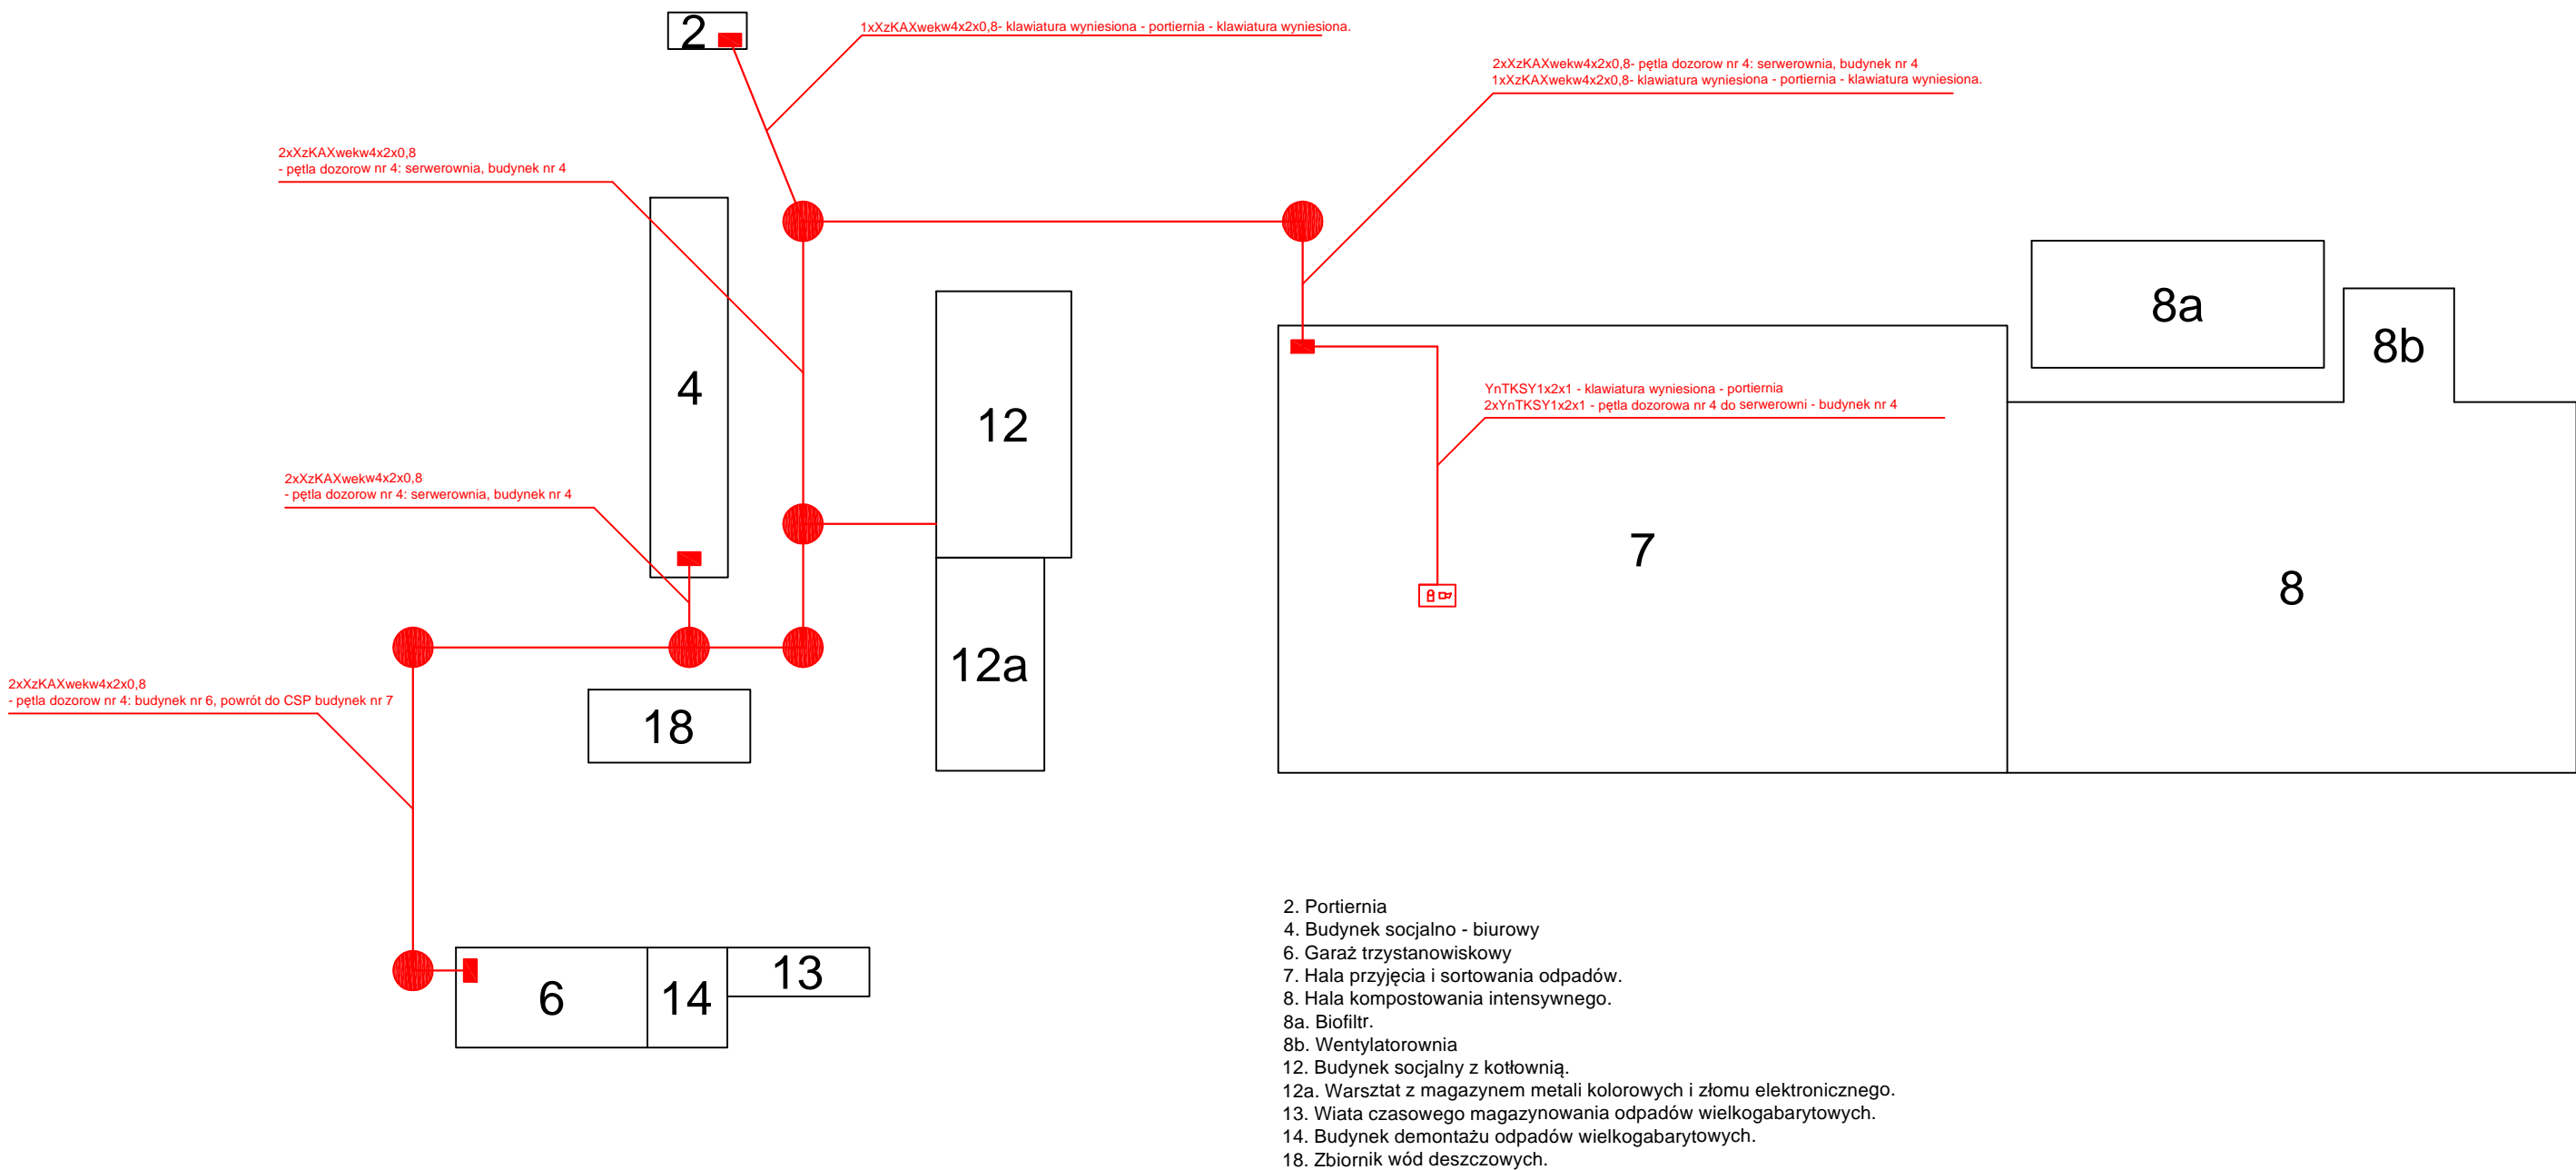 2
1xXzKAXwekw4x2x0,8- klawiatura wyniesiona - portiernia - klawiatura wyniesiona.
2xXzKAXwekw4x2x0,8- pętla dozorow nr 4: serwerownia, budynek nr 4
1xXzKAXwekw4x2x0,8- klawiatura wyniesiona - portiernia - klawiatura wyniesiona.
2xXzKAXwekw4x2x0,8
- pętla dozorow nr 4: serwerownia, budynek nr 4
8a
8b
4
12
YnTKSY1x2x1 - klawiatura wyniesiona - portiernia
2xYnTKSY1x2x1 - pętla dozorowa nr 4 do serwerowni - budynek nr 4
2xXzKAXwekw4x2x0,8
- pętla dozorow nr 4: serwerownia, budynek nr 4
7
8
12a
2xXzKAXwekw4x2x0,8
- pętla dozorow nr 4: budynek nr 6, powrót do CSP budynek nr 7
18
6
14
13
2. Portiernia
4. Budynek socjalno - biurowy
6. Garaż trzystanowiskowy
7. Hala przyjęcia i sortowania odpadów.
8. Hala kompostowania intensywnego.
8a. Biofiltr.
8b. Wentylatorownia
12. Budynek socjalny z kotłownią.
12a. Warsztat z magazynem metali kolorowych i złomu elektronicznego.
13. Wiata czasowego magazynowania odpadów wielkogabarytowych.
14. Budynek demontażu odpadów wielkogabarytowych.
18. Zbiornik wód deszczowych.